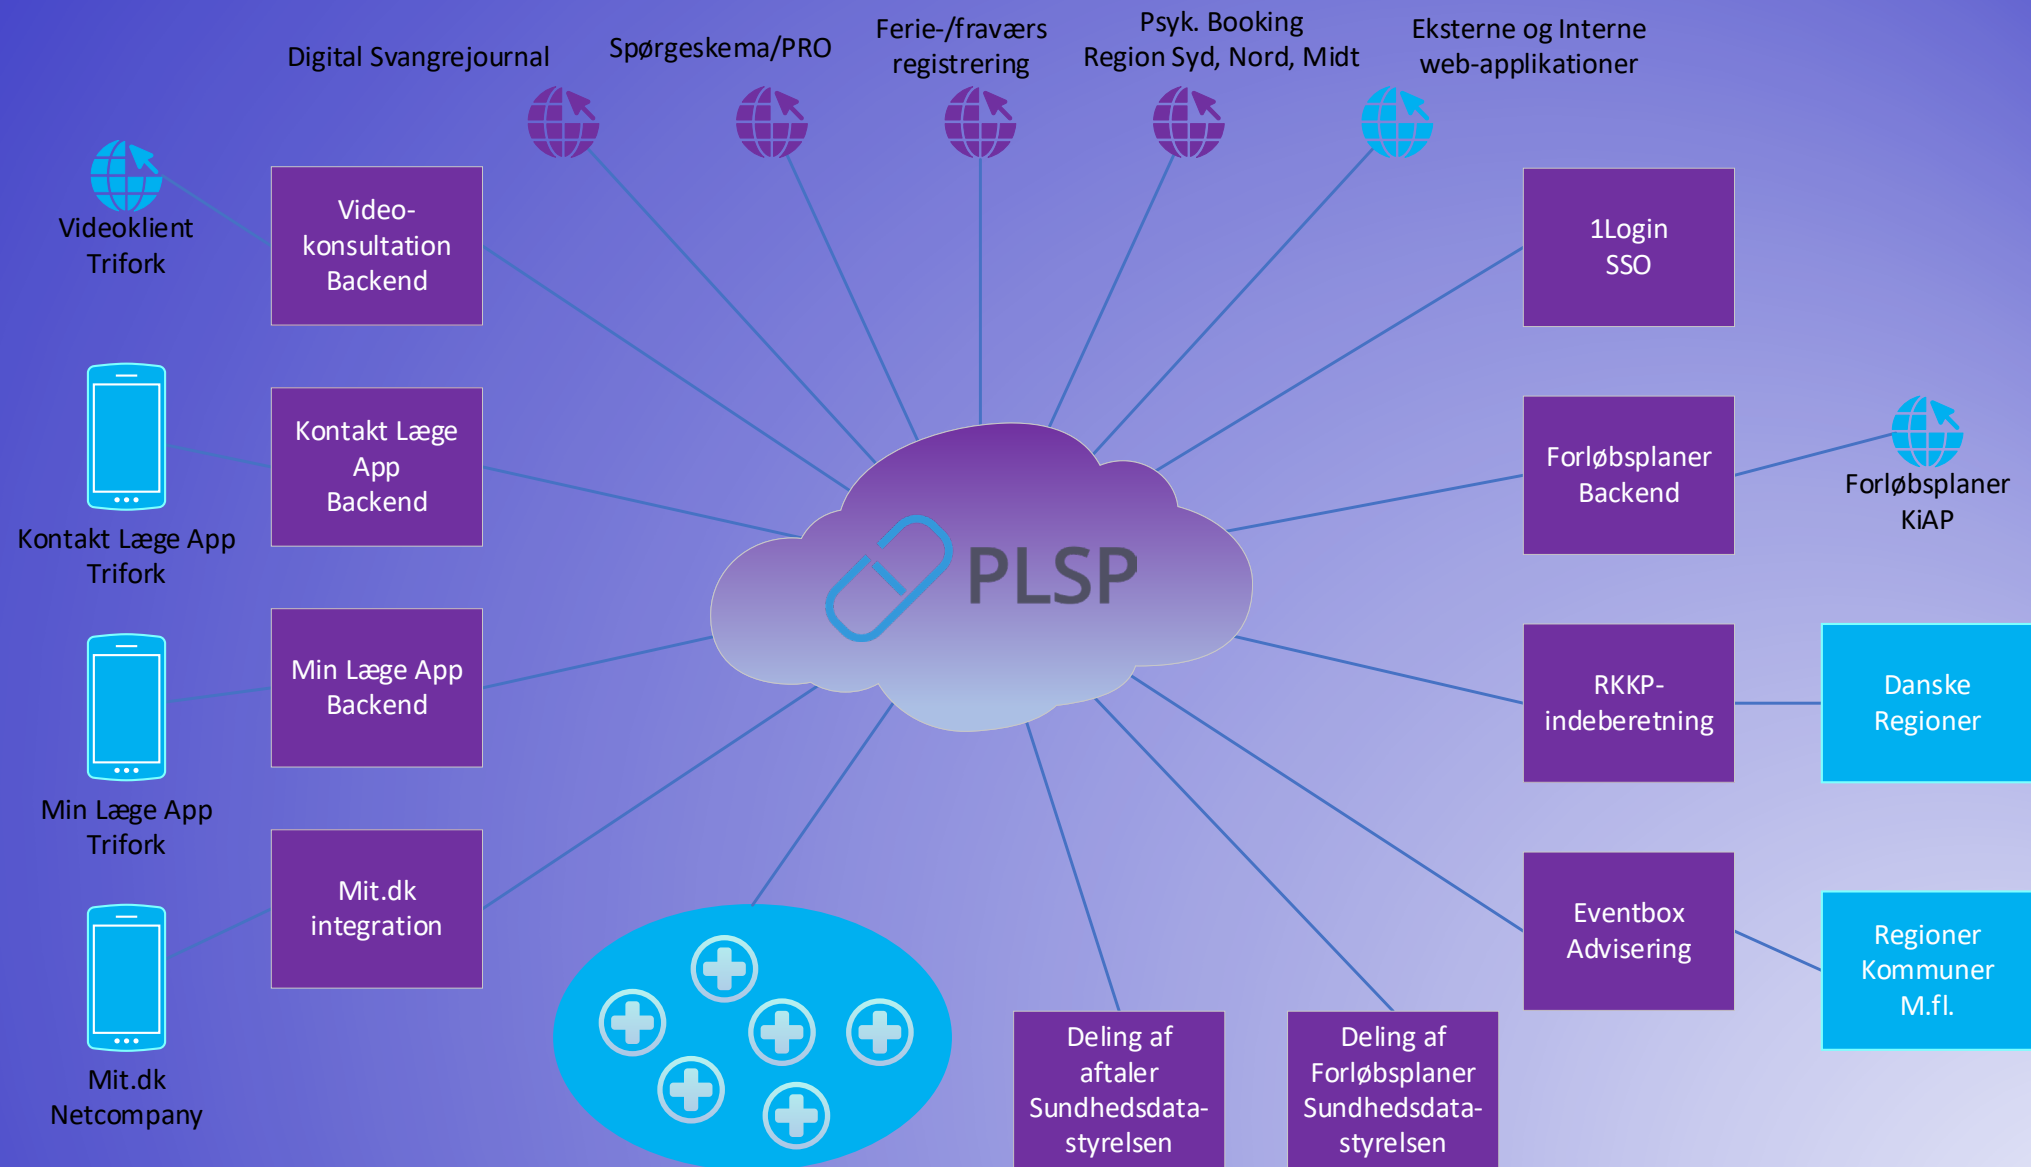 Digital Svangrejournal
Spørgeskema/PRO
Ferie-/fraværs
registrering
Psyk. Booking
Region Syd, Nord, Midt
Eksterne og Interne
web-applikationer
Videoklient
Trifork
Video-
konsultation
Backend
1Login
SSO
Kontakt Læge App
Trifork
Kontakt Læge
App
Backend
PLSP
Forløbsplaner
Backend
Forløbsplaner
KiAP
Min Læge App
Trifork
Min Læge App
Backend
RKKP-
indeberetning
Danske
Regioner
Mit.dk
Netcompany
Mit.dk
integration
Eventbox
Advisering
Regioner
Kommuner
M.fl.
Deling af
aftaler
Sundhedsdata-
styrelsen
Deling af
Forløbsplaner
Sundhedsdata-
styrelsen